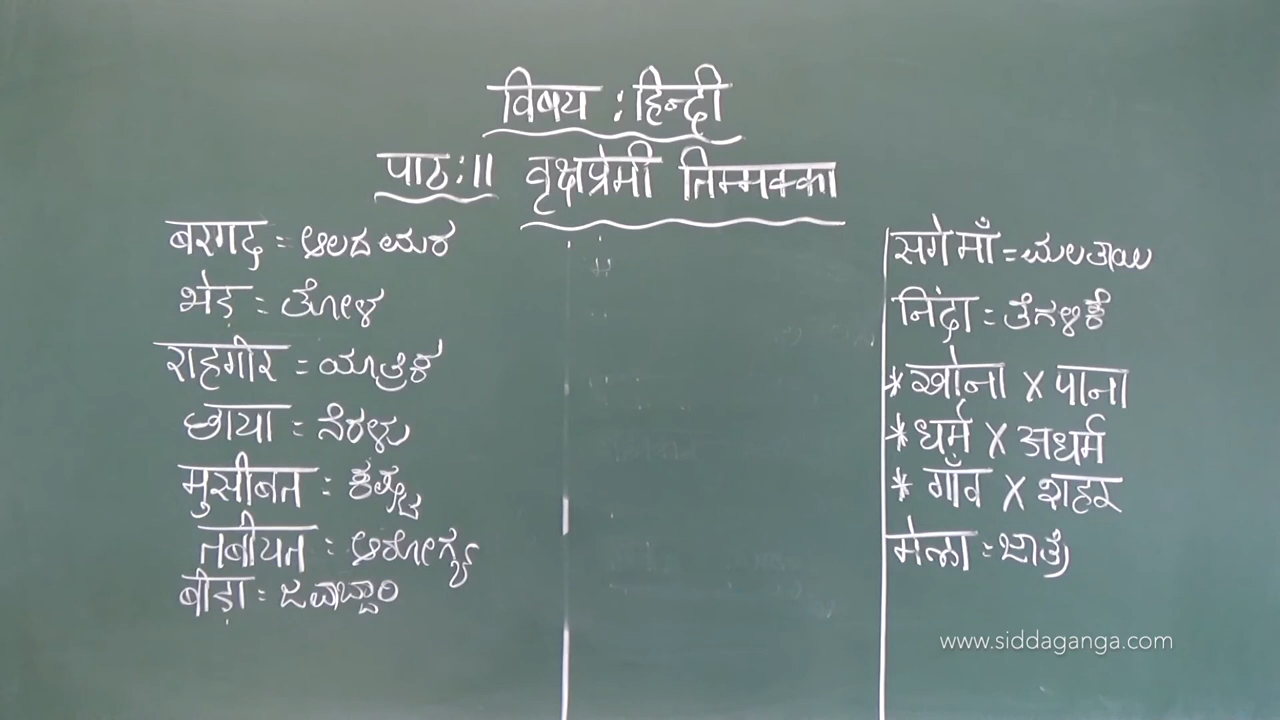 विषय : हिन्दी
पाठ:11 वृक्षप्रेमी तिम्मक्का
बरगद = ಆಲದ ಮರ
भेड़ = ತೋಳ
राहगीर = ಯಾತ್ರಿಕ
छाया = ನೆರಳು
मुसीबत = ಕಷ್ಟ
तबीयत = ಆರೋಗ್ಯ
बीड़ा = ಜವಾಬ್ದಾರಿ
सगे माँ = ಮಲತಾಯಿ
निंदा = ತೆಗಳಿಕೆ
* खोना X पाना
* धर्म X अधर्म
* गाँव X शहर
मेला = ಜಾತ್ರೆ
www.siddaganga.com